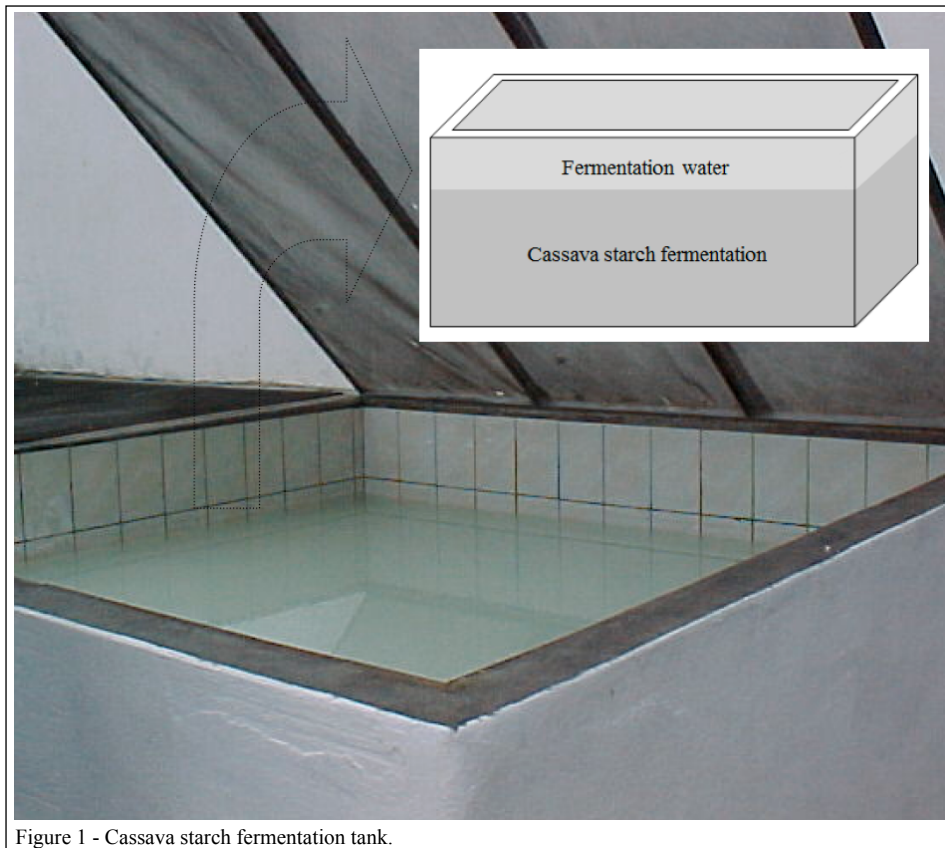 Fermentation water
Cassava starch fermentation
Figure 1 - Cassava starch fermentation tank.